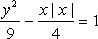 y²/9 − x|x|/4 = 1